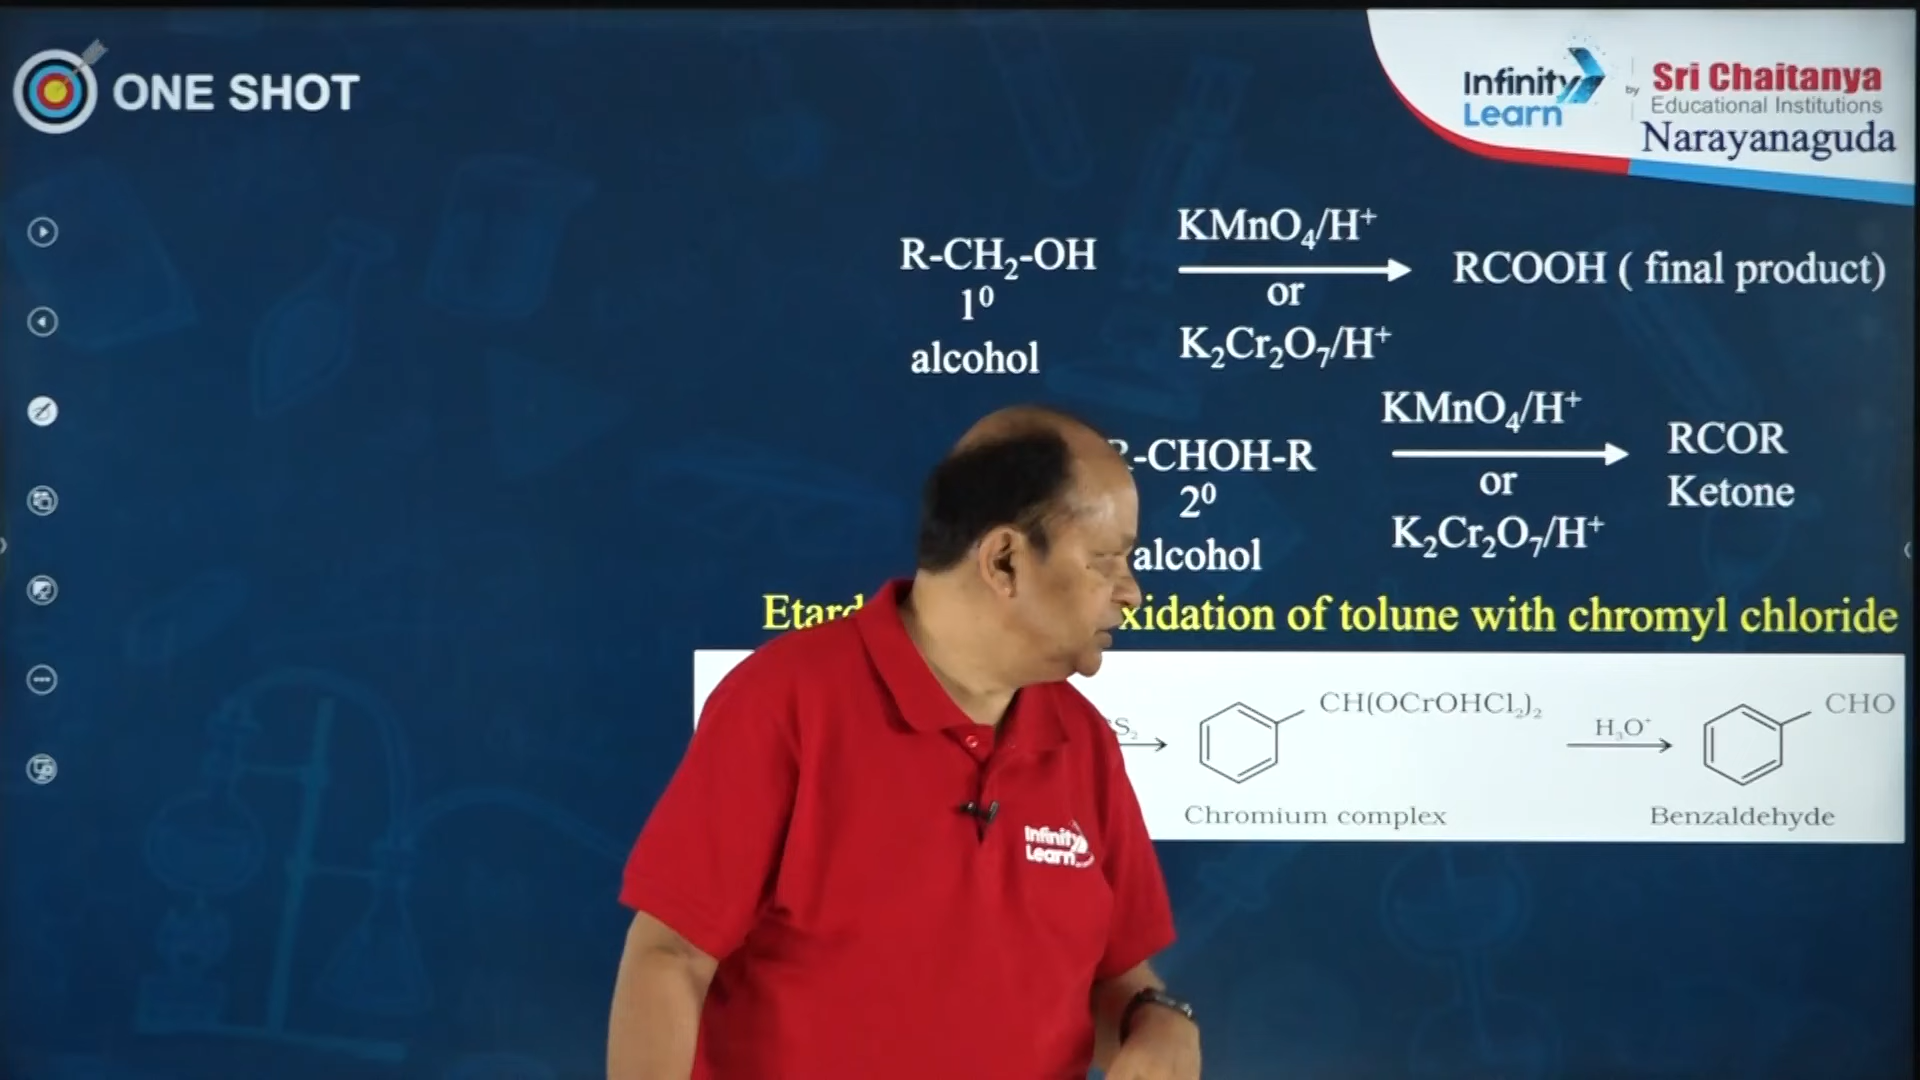 ONE SHOT
Infinity Learn by Sri Chaitanya
Educational Institutions
Narayanaguda
R-CH₂-OH
1⁰
alcohol
KMnO₄/H⁺
or
K₂Cr₂O₇/H⁺
RCOOH ( final product)
-CHOH-R
2⁰
alcohol
KMnO₄/H⁺
or
K₂Cr₂O₇/H⁺
RCOR
Ketone
of tolune with chromyl chloride
CH(OCrOHCl₂)₂
Chromium complex
H₃O⁺
CHO
Benzaldehyde
Infinity
Learn